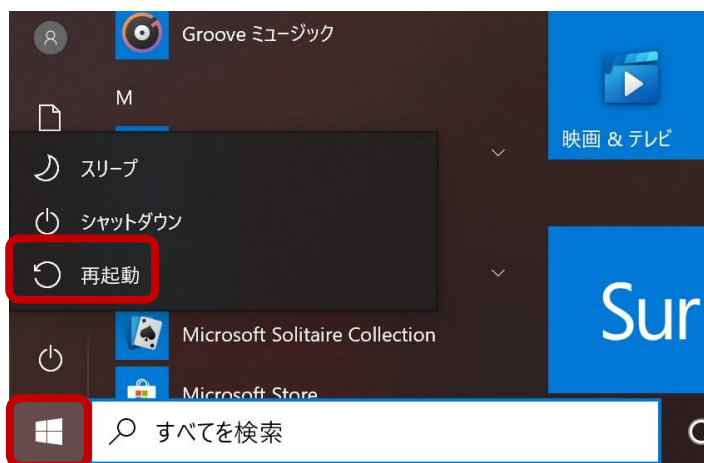 Groove ミュージック
M
映画 & テレビ
スリープ
シャットダウン
再起動
Sur
Microsoft Solitaire Collection
Microsoft Store
すべてを検索